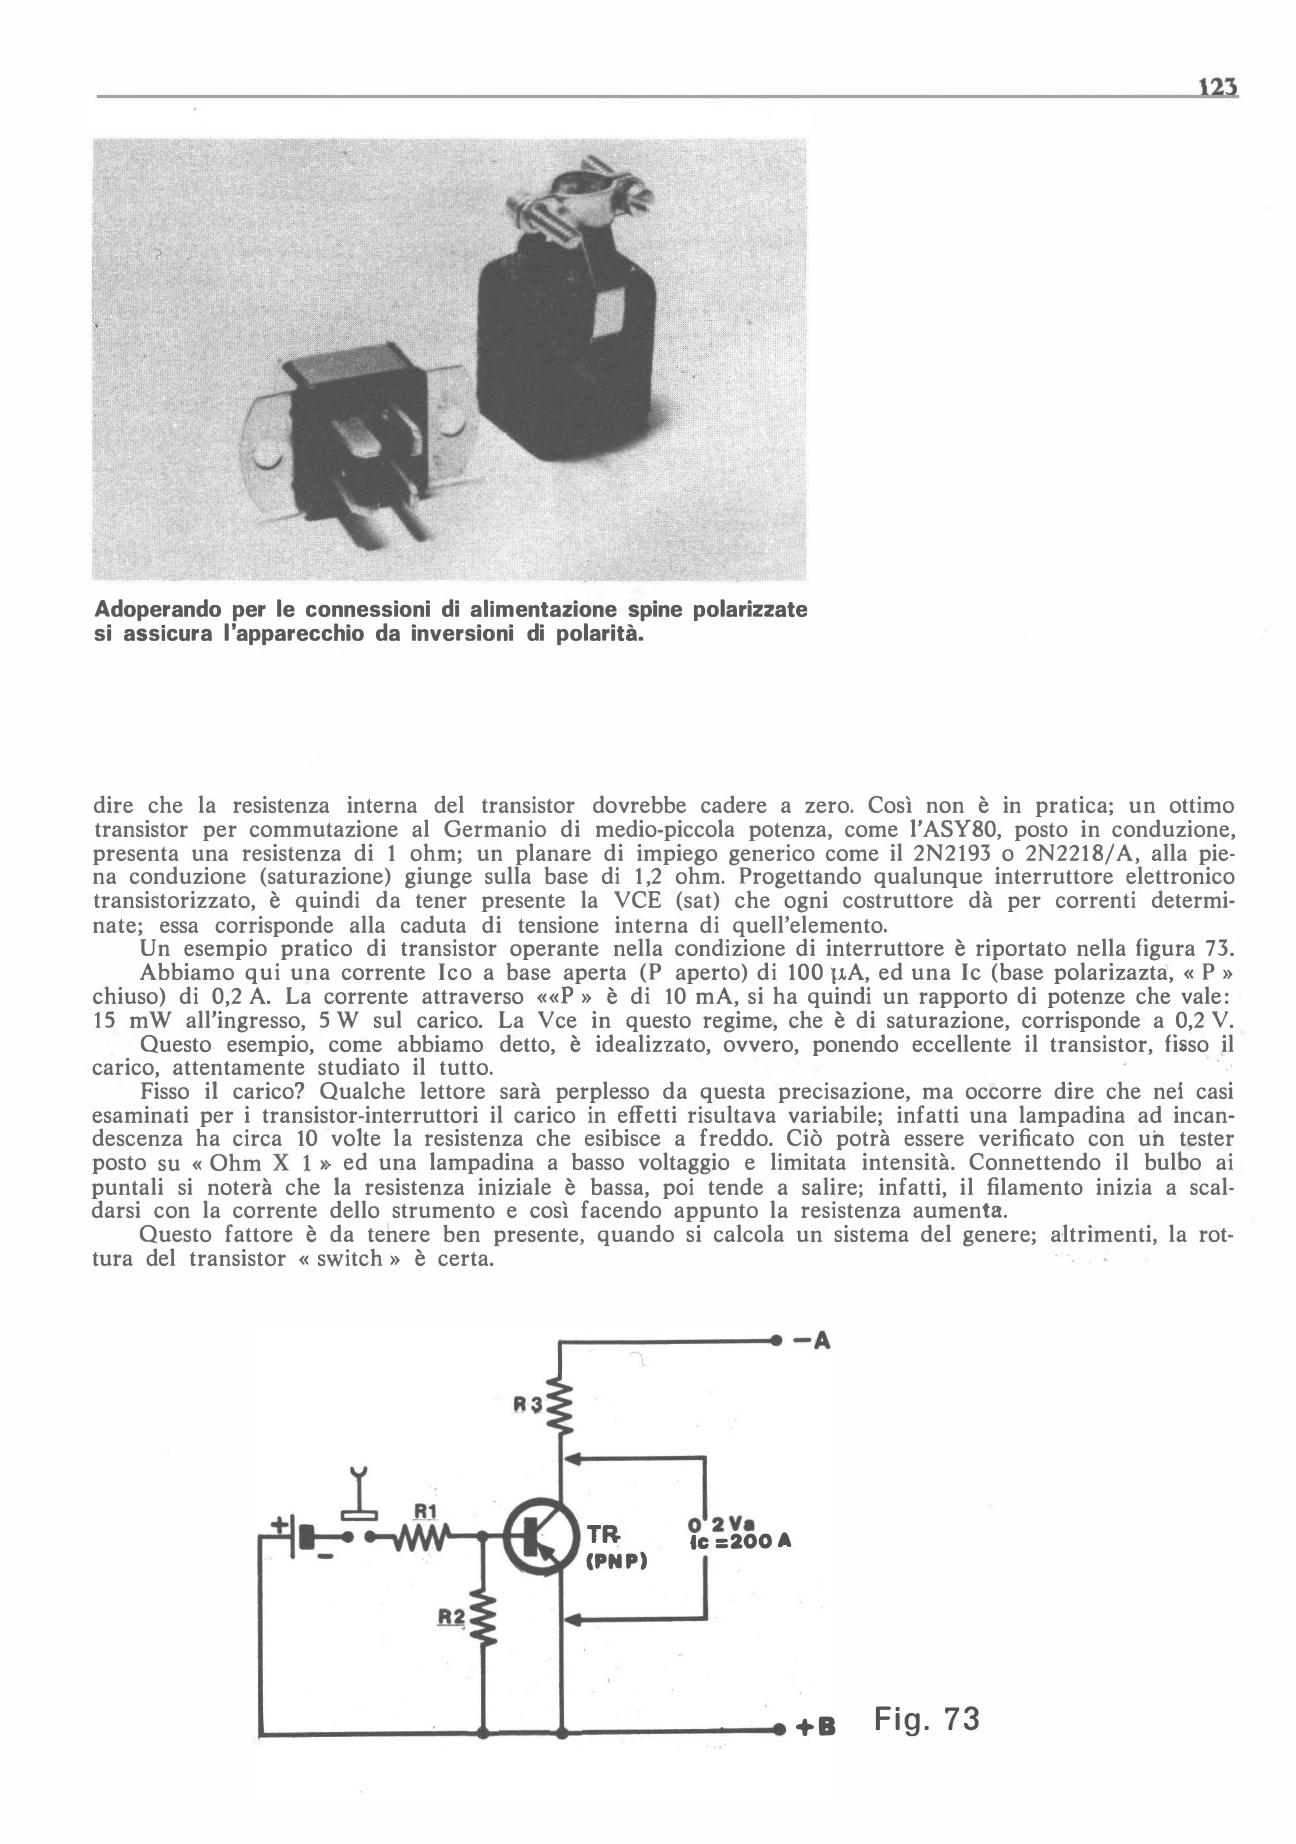 123
Adoperando per le connessioni di alimentazione spine polarizzate
si assicura l'apparecchio da inversioni di polarità.
dire che la resistenza interna del transistor dovrebbe cadere a zero. Così non è in pratica; un ottimo
transistor per commutazione al Germanio di medio-piccola potenza, come l'ASY80, posto in conduzione,
presenta una resistenza di 1 ohm; un planare di impiego generico come il 2N2193 o 2N2218/A, alla pie-
na conduzione (saturazione) giunge sulla base di 1,2 ohm. Progettando qualunque interruttore elettronico
transistorizzato, è quindi da tener presente la VCE (sat) che ogni costruttore dà per correnti determi-
nate; essa corrisponde alla caduta di tensione interna di quell'elemento.
Un esempio pratico di transistor operante nella condizione di interruttore è riportato nella figura 73.
Abbiamo qui una corrente Ico a base aperta (P aperto) di 100 µA, ed una Ic (base polarizazta, « P »
chiuso) di 0,2 A. La corrente attraverso ««P » è di 10 mA, si ha quindi un rapporto di potenze che vale:
15 mW all'ingresso, 5 W sul carico. La Vce in questo regime, che è di saturazione, corrisponde a 0,2 V.
Questo esempio, come abbiamo detto, è idealizzato, ovvero, ponendo eccellente il transistor, fisso il
carico, attentamente studiato il tutto.
Fisso il carico? Qualche lettore sarà perplesso da questa precisazione, ma occorre dire che nei casi
esaminati per i transistor-interruttori il carico in effetti risultava variabile; infatti una lampadina ad incan-
descenza ha circa 10 volte la resistenza che esibisce a freddo. Ciò potrà essere verificato con un tester
posto su « Ohm X 1 » ed una lampadina a basso voltaggio e limitata intensità. Connettendo il bulbo ai
puntali si noterà che la resistenza iniziale è bassa, poi tende a salire; infatti, il filamento inizia a scal-
darsi con la corrente dello strumento e così facendo appunto la resistenza aumenta.
Questo fattore è da tenere ben presente, quando si calcola un sistema del genere; altrimenti, la rot-
tura del transistor « switch » è certa.
−A
R3
+
−
R1
TR
(PNP)
0 2 Va
Ic =200 A
R2
+B
Fig. 73